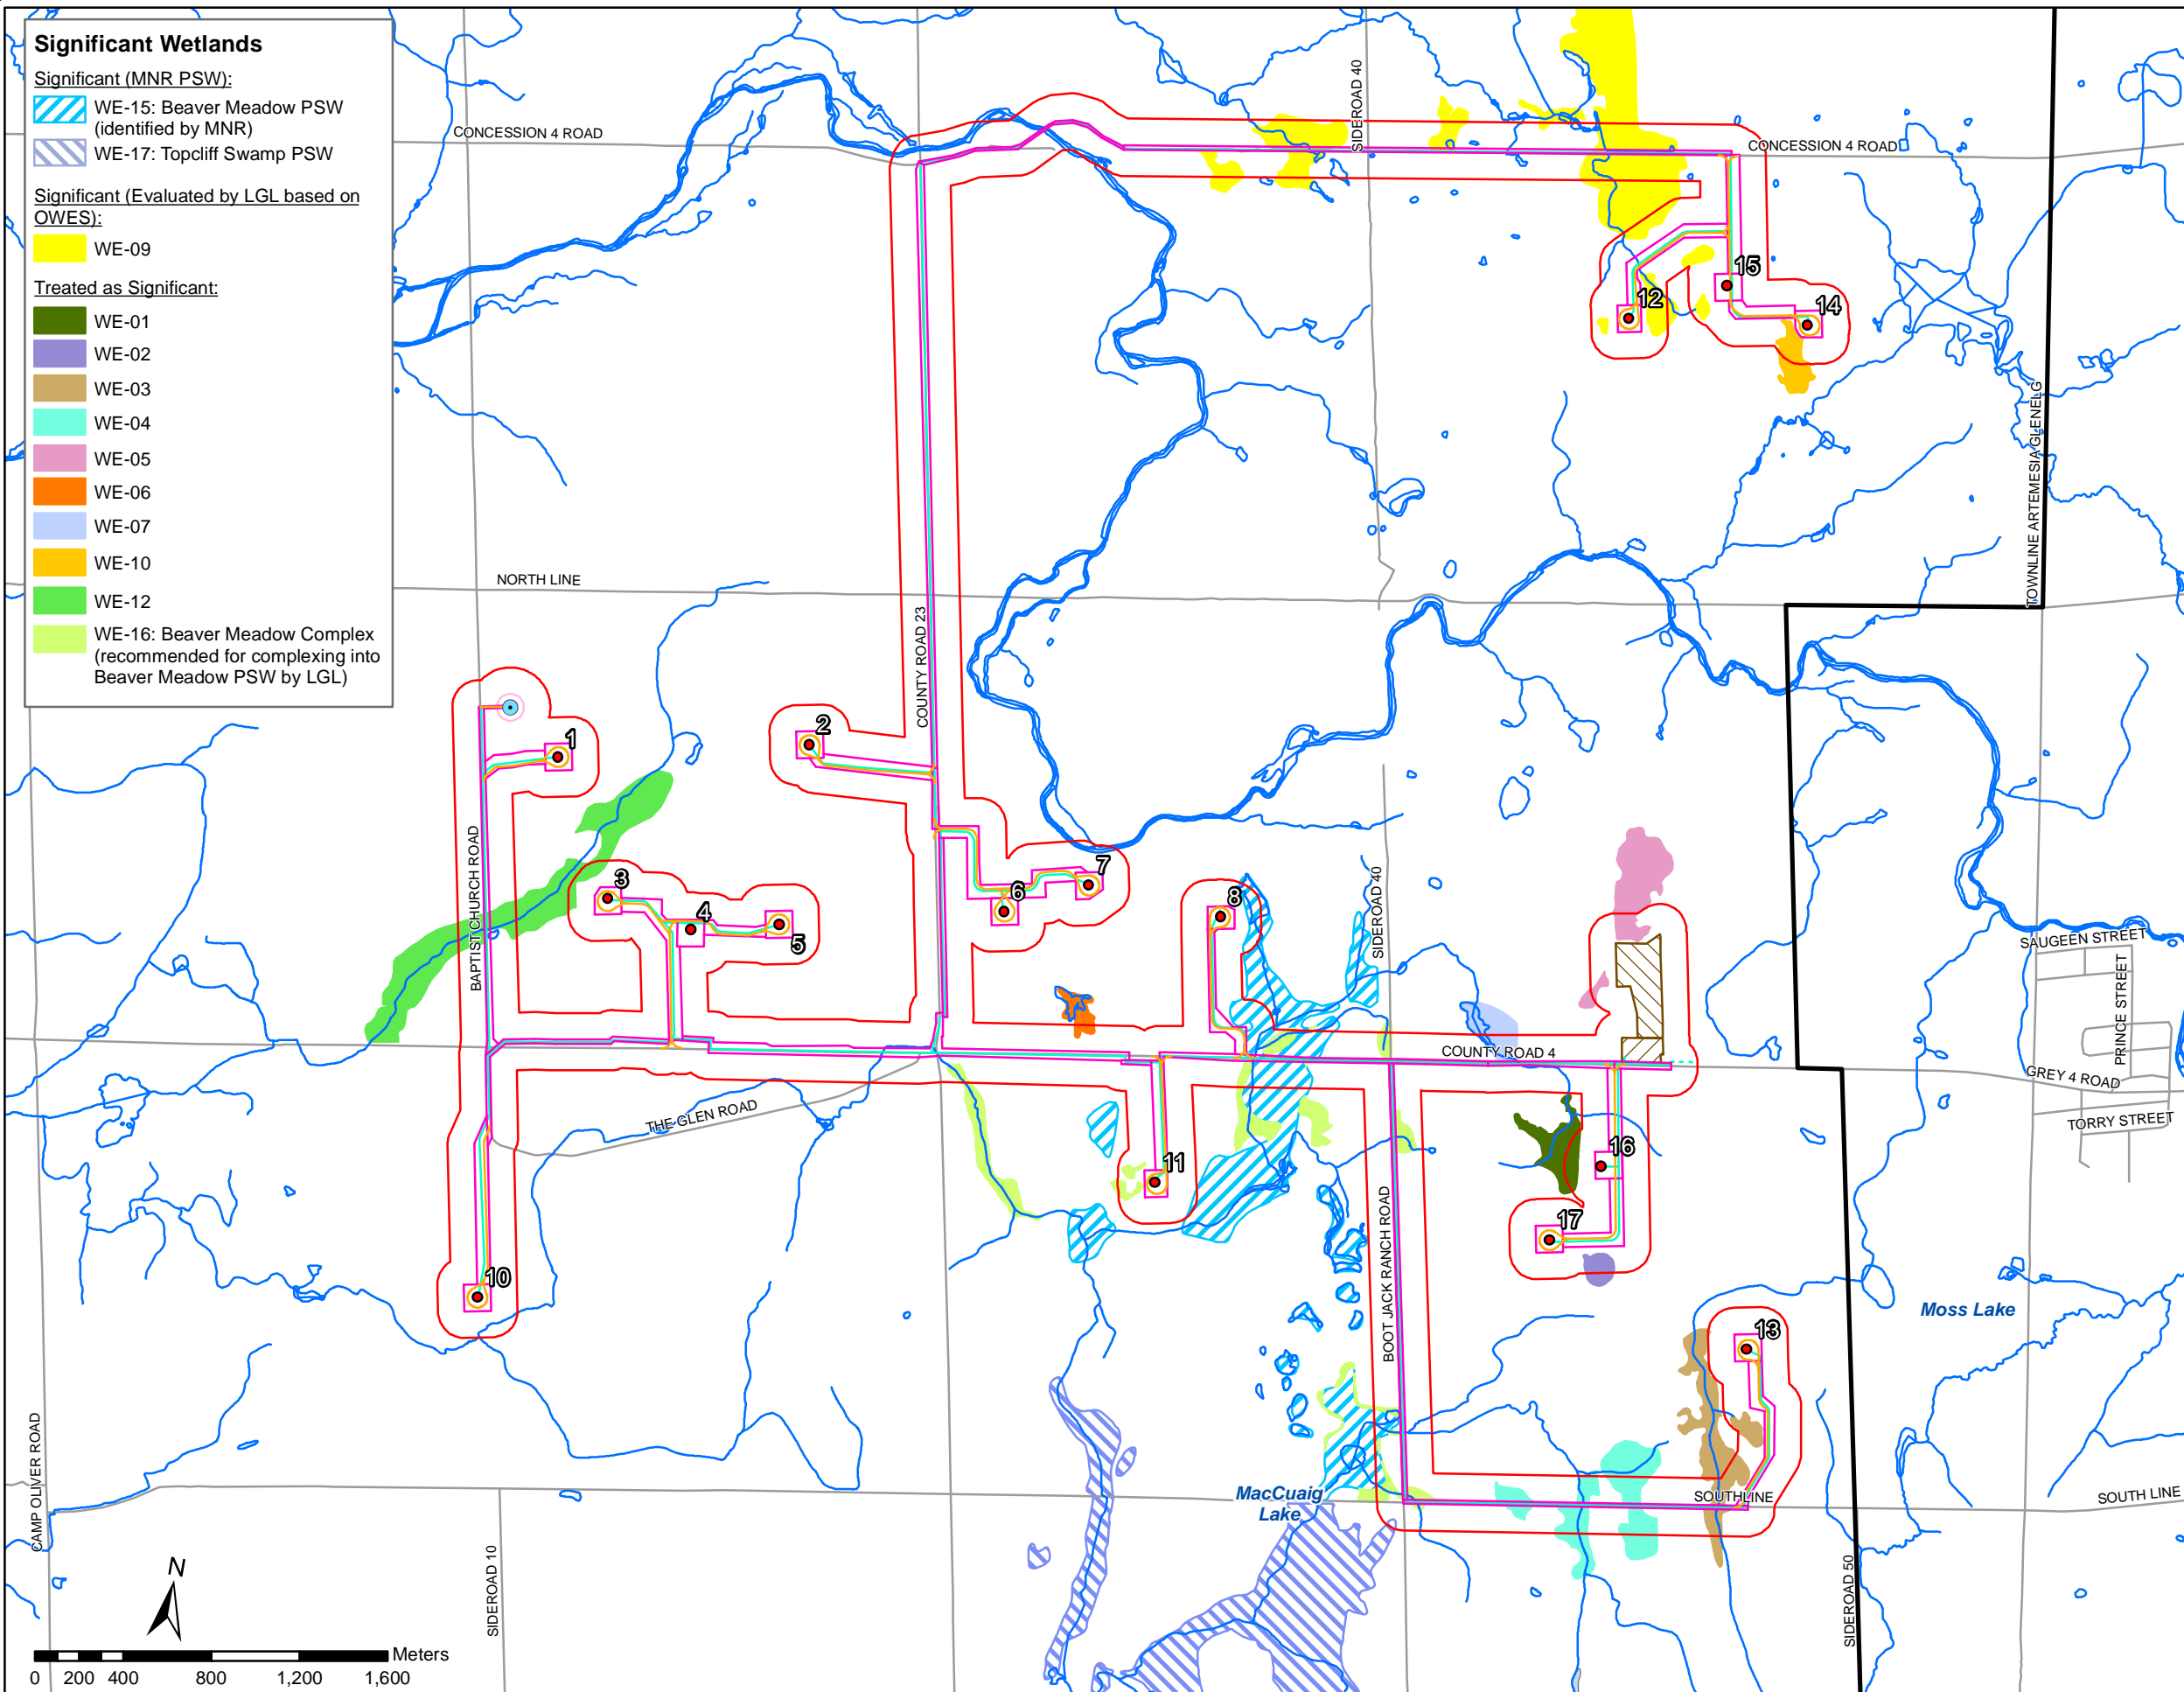 Significant Wetlands
Significant (MNR PSW):
WE-15: Beaver Meadow PSW
(identified by MNR)
WE-17: Topcliff Swamp PSW
Significant (Evaluated by LGL based on
OWES):
WE-09
Treated as Significant:
WE-01
WE-02
WE-03
WE-04
WE-05
WE-06
WE-07
WE-10
WE-12
WE-16: Beaver Meadow Complex
(recommended for complexing into
Beaver Meadow PSW by LGL)
CONCESSION 4 ROAD
SIDEROAD 40
CONCESSION 4 ROAD
15
12
14
TOWNLINE ARTEMESIA/GLENELG
NORTH LINE
COUNTY ROAD 23
1
2
BAPTIST CHURCH ROAD
3
4
5
6
7
8
SIDEROAD 40
SAUGEEN STREET
PRINCE STREET
COUNTY ROAD 4
GREY 4 ROAD
TORRY STREET
THE GLEN ROAD
11
16
17
BOOT JACK RANCH ROAD
10
Moss Lake
13
CAMP OLIVER ROAD
MacCuaig
Lake
SOUTHLINE
SOUTH LINE
SIDEROAD 10
SIDEROAD 50
N
Meters
0 200 400 800 1,200 1,600